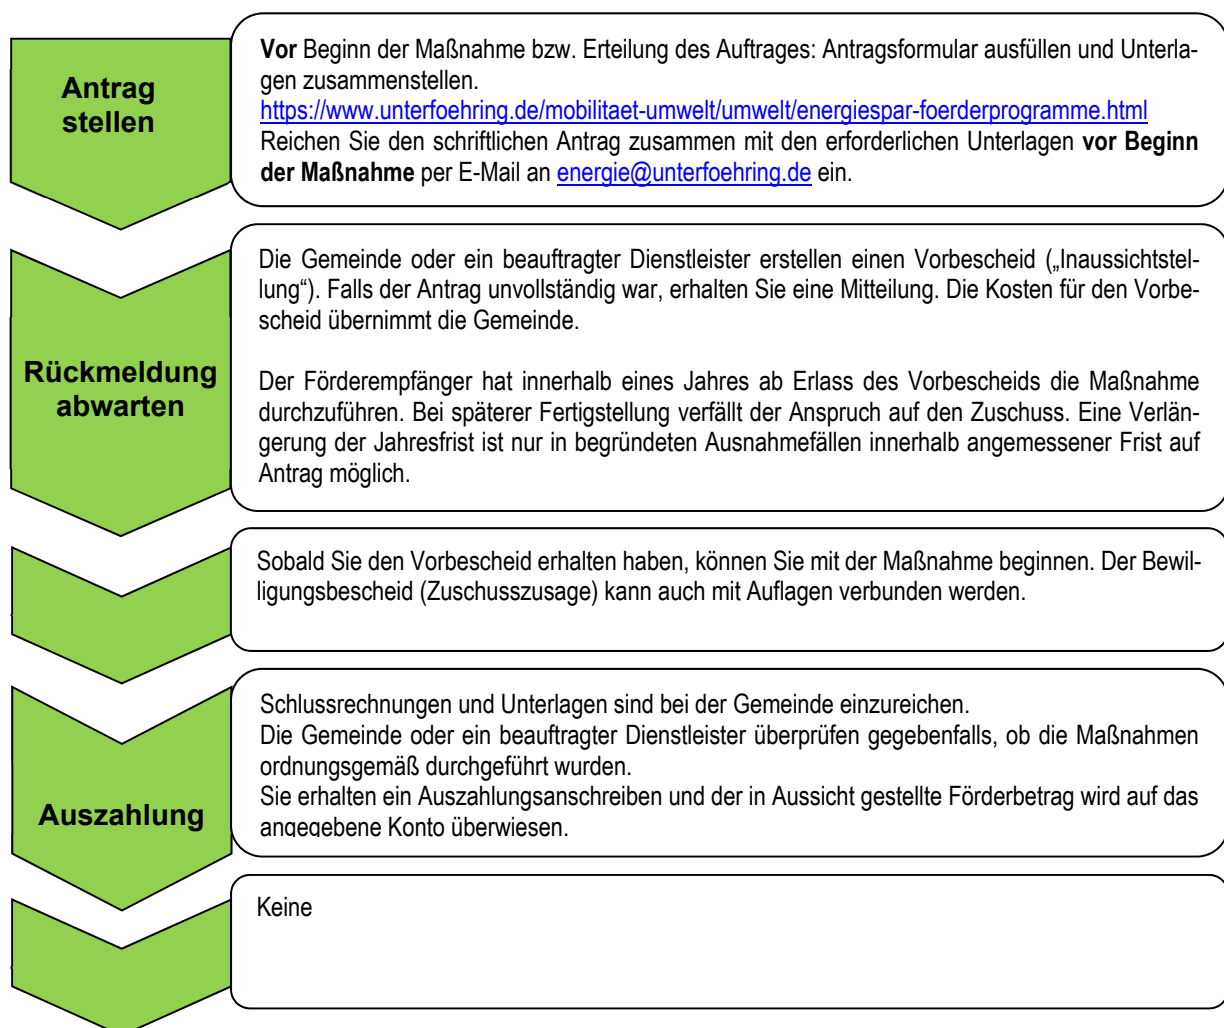 Antrag
stellen
Vor Beginn der Maßnahme bzw. Erteilung des Auftrages: Antragsformular ausfüllen und Unterla-
gen zusammenstellen.
https://www.unterfoehring.de/mobilitaet-umwelt/umwelt/energiespar-foerderprogramme.html
Reichen Sie den schriftlichen Antrag zusammen mit den erforderlichen Unterlagen vor Beginn
der Maßnahme per E-Mail an energie@unterfoehring.de ein.
Rückmeldung
abwarten
Die Gemeinde oder ein beauftragter Dienstleister erstellen einen Vorbescheid („Inaussichtstel-
lung“). Falls der Antrag unvollständig war, erhalten Sie eine Mitteilung. Die Kosten für den Vorbe-
scheid übernimmt die Gemeinde.
Der Förderempfänger hat innerhalb eines Jahres ab Erlass des Vorbescheids die Maßnahme
durchzuführen. Bei späterer Fertigstellung verfällt der Anspruch auf den Zuschuss. Eine Verlän-
gerung der Jahresfrist ist nur in begründeten Ausnahmefällen innerhalb angemessener Frist auf
Antrag möglich.
Sobald Sie den Vorbescheid erhalten haben, können Sie mit der Maßnahme beginnen. Der Bewil-
ligungsbescheid (Zuschusszusage) kann auch mit Auflagen verbunden werden.
Auszahlung
Schlussrechnungen und Unterlagen sind bei der Gemeinde einzureichen.
Die Gemeinde oder ein beauftragter Dienstleister überprüfen gegebenfalls, ob die Maßnahmen
ordnungsgemäß durchgeführt wurden.
Sie erhalten ein Auszahlungsanschreiben und der in Aussicht gestellte Förderbetrag wird auf das
angegebene Konto überwiesen.
Keine